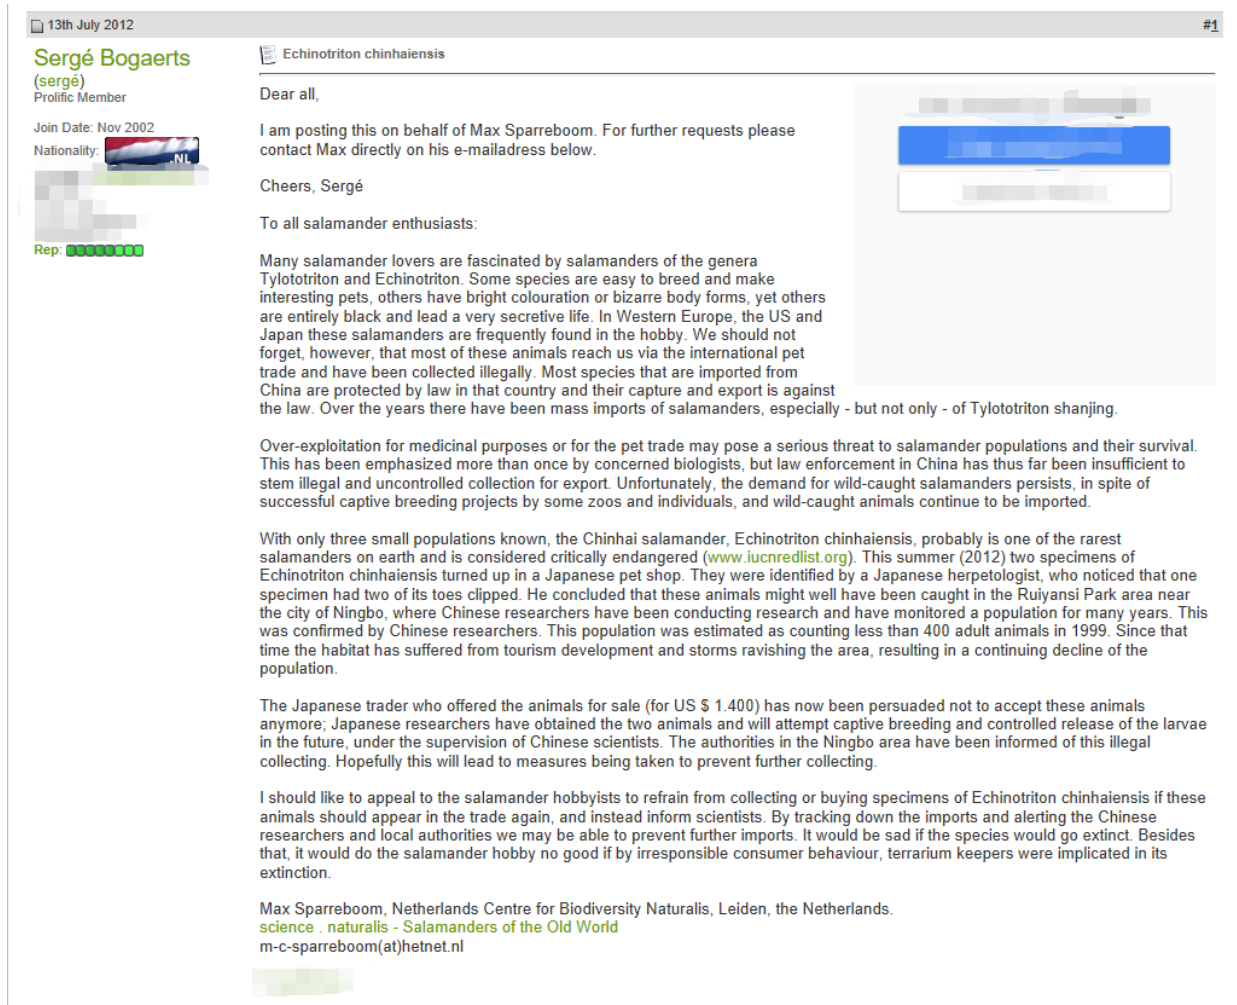 13th July 2012
#1
Sergé Bogaerts
(sergé)
Prolific Member
Join Date: Nov 2002
Nationality:
.NL
Rep:
Echinotriton chinhaiensis
Dear all,
I am posting this on behalf of Max Sparreboom. For further requests please
contact Max directly on his e-mailadress below.
Cheers, Sergé
To all salamander enthusiasts:
Many salamander lovers are fascinated by salamanders of the genera
Tylototriton and Echinotriton. Some species are easy to breed and make
interesting pets, others have bright colouration or bizarre body forms, yet others
are entirely black and lead a very secretive life. In Western Europe, the US and
Japan these salamanders are frequently found in the hobby. We should not
forget, however, that most of these animals reach us via the international pet
trade and have been collected illegally. Most species that are imported from
China are protected by law in that country and their capture and export is against
the law. Over the years there have been mass imports of salamanders, especially - but not only - of Tylototriton shanjing.
Over-exploitation for medicinal purposes or for the pet trade may pose a serious threat to salamander populations and their survival.
This has been emphasized more than once by concerned biologists, but law enforcement in China has thus far been insufficient to
stem illegal and uncontrolled collection for export. Unfortunately, the demand for wild-caught salamanders persists, in spite of
successful captive breeding projects by some zoos and individuals, and wild-caught animals continue to be imported.
With only three small populations known, the Chinhai salamander, Echinotriton chinhaiensis, probably is one of the rarest
salamanders on earth and is considered critically endangered (www.iucnredlist.org). This summer (2012) two specimens of
Echinotriton chinhaiensis turned up in a Japanese pet shop. They were identified by a Japanese herpetologist, who noticed that one
specimen had two of its toes clipped. He concluded that these animals might well have been caught in the Ruiyansi Park area near
the city of Ningbo, where Chinese researchers have been conducting research and have monitored a population for many years. This
was confirmed by Chinese researchers. This population was estimated as counting less than 400 adult animals in 1999. Since that
time the habitat has suffered from tourism development and storms ravishing the area, resulting in a continuing decline of the
population.
The Japanese trader who offered the animals for sale (for US $ 1.400) has now been persuaded not to accept these animals
anymore; Japanese researchers have obtained the two animals and will attempt captive breeding and controlled release of the larvae
in the future, under the supervision of Chinese scientists. The authorities in the Ningbo area have been informed of this illegal
collecting. Hopefully this will lead to measures being taken to prevent further collecting.
I should like to appeal to the salamander hobbyists to refrain from collecting or buying specimens of Echinotriton chinhaiensis if these
animals should appear in the trade again, and instead inform scientists. By tracking down the imports and alerting the Chinese
researchers and local authorities we may be able to prevent further imports. It would be sad if the species would go extinct. Besides
that, it would do the salamander hobby no good if by irresponsible consumer behaviour, terrarium keepers were implicated in its
extinction.
Max Sparreboom, Netherlands Centre for Biodiversity Naturalis, Leiden, the Netherlands.
science . naturalis - Salamanders of the Old World
m-c-sparreboom(at)hetnet.nl